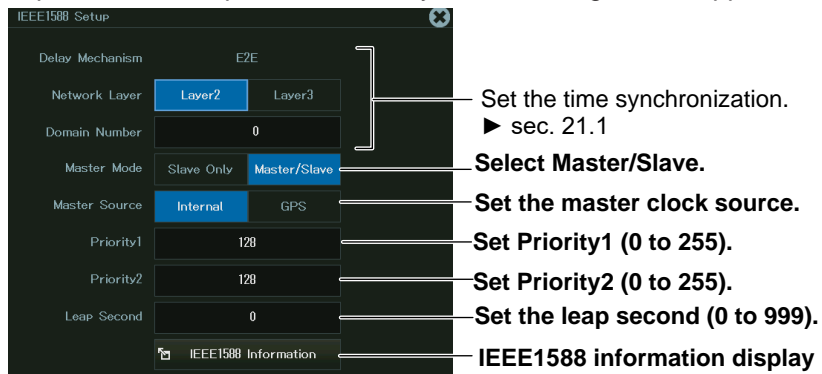 IEEE1588 Setup
Delay Mechanism E2E
Network Layer Layer2 Layer3
Set the time synchronization.
► sec. 21.1
Domain Number 0
Master Mode Slave Only Master/Slave Select Master/Slave.
Master Source Internal GPS Set the master clock source.
Priority1 128 Set Priority1 (0 to 255).
Priority2 128 Set Priority2 (0 to 255).
Leap Second 0 Set the leap second (0 to 999).
IEEE1588 Information IEEE1588 information display